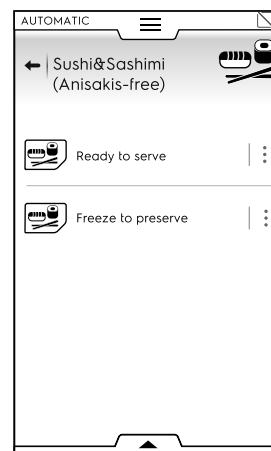 AUTOMATIC
Sushi&Sashimi
(Anisakis-free)
Ready to serve
Freeze to preserve